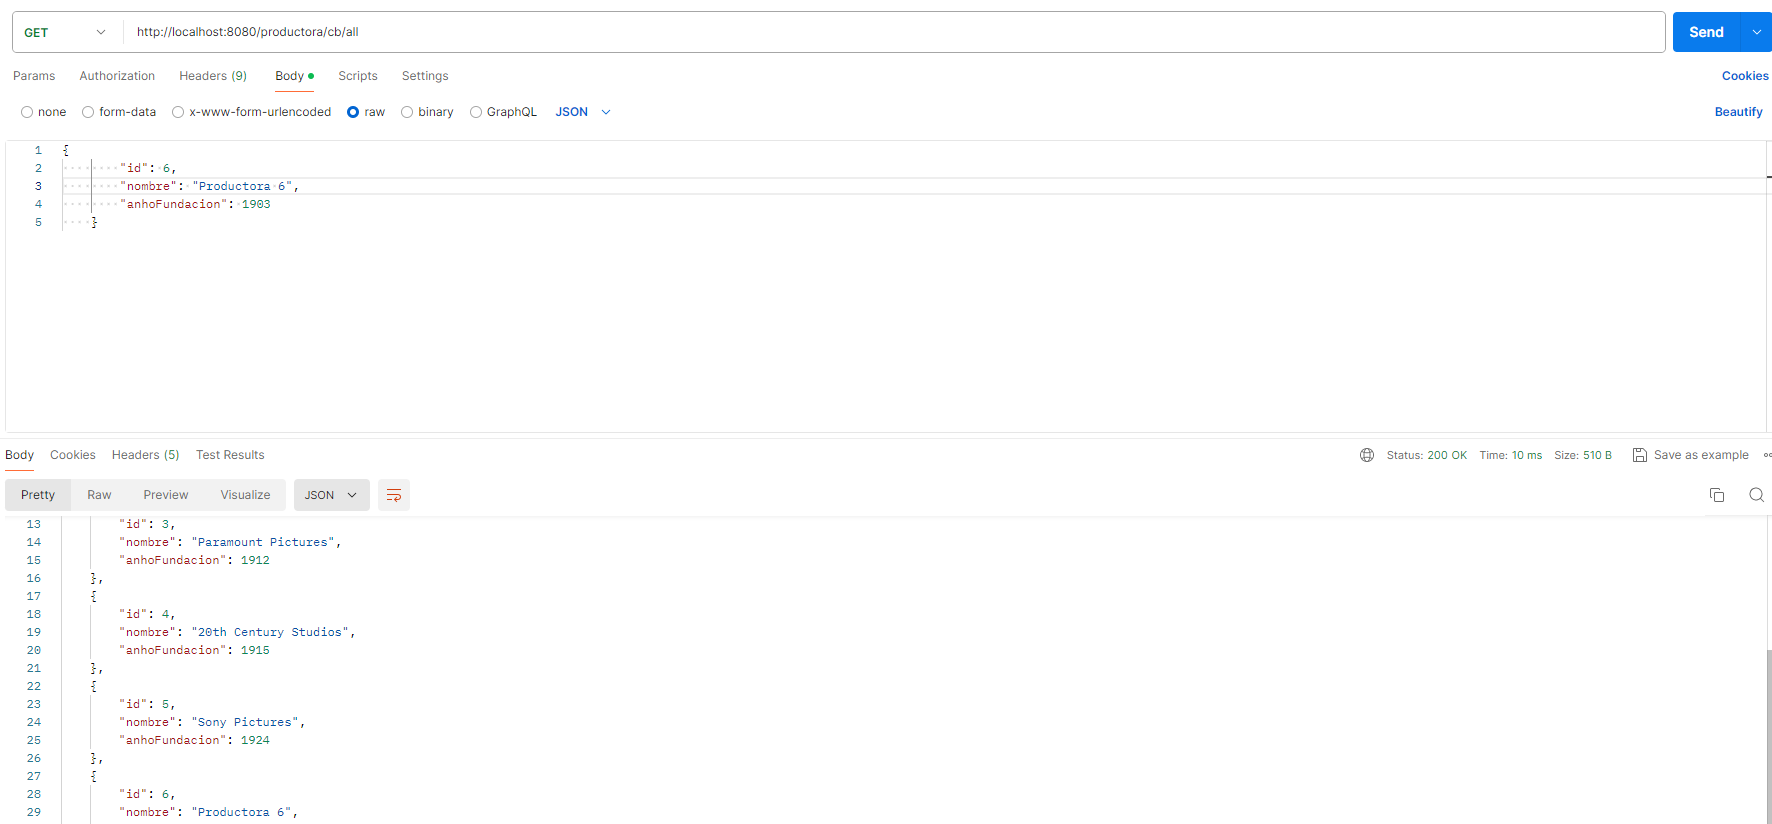 GET http://localhost:8080/productora/cb/all Send
Params Authorization Headers (9) Body Scripts Settings Cookies
none form-data x-www-form-urlencoded raw binary GraphQL JSON Beautify
1 {
2 "id": 6,
3 "nombre": "Productora 6",
4 "anhoFundacion": 1903
5 }
Body Cookies Headers (5) Test Results Status: 200 OK Time: 10 ms Size: 510 B Save as example
Pretty Raw Preview Visualize JSON
13 "id": 3,
14 "nombre": "Paramount Pictures",
15 "anhoFundacion": 1912
16 },
17 {
18 "id": 4,
19 "nombre": "20th Century Studios",
20 "anhoFundacion": 1915
21 },
22 {
23 "id": 5,
24 "nombre": "Sony Pictures",
25 "anhoFundacion": 1924
26 },
27 {
28 "id": 6,
29 "nombre": "Productora 6",